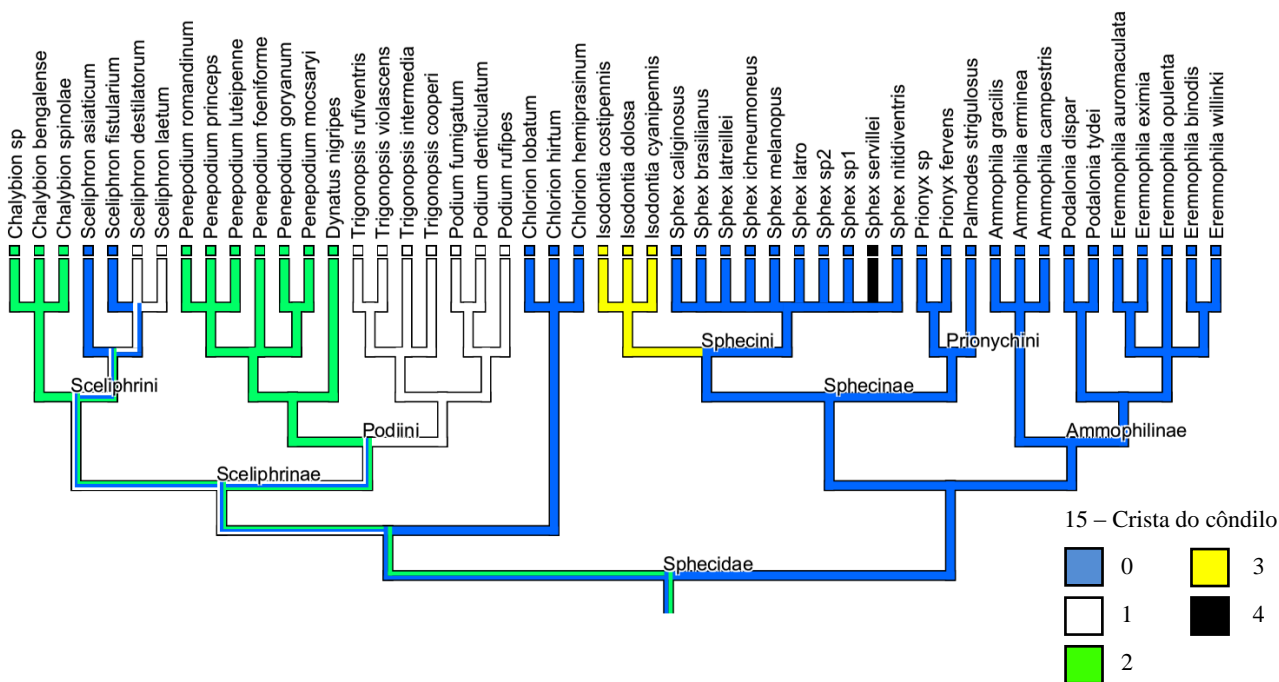 Chalybion sp
Chalybion bengalense
Chalybion spinolae
Sceliphron asiaticum
Sceliphron fistularium
Sceliphron destilatorum
Sceliphron laetum
Penepodium romandinum
Penepodium princeps
Penepodium luteipenne
Penepodium foeniforme
Penepodium goryanum
Penepodium mocsaryi
Dynatus nigripes
Trigonopsis rufiventris
Trigonopsis violascens
Trigonopsis intermedia
Trigonopsis cooperi
Podium fumigatum
Podium denticulatum
Podium rufipes
Chlorion lobatum
Chlorion hirtum
Chlorion hemiprasinum
Isodontia costipennis
Isodontia dolosa
Isodontia cyanipennis
Sphex caliginosus
Sphex brasilianus
Sphex latreillei
Sphex ichneumoneus
Sphex melanopus
Sphex latro
Sphex sp2
Sphex sp1
Sphex servillei
Sphex nitidiventris
Prionyx sp
Prionyx fervens
Palmodes strigulosus
Ammophila gracilis
Ammophila erminea
Ammophila campestris
Podalonia dispar
Podalonia tydei
Eremnophila auromaculata
Eremnophila eximia
Eremnophila opulenta
Eremnophila binodis
Eremnophila willinki
Sphecini
Prionychini
Sceliphrini
Sphecinae
Podiini
Ammophilinae
Sceliphrinae
Sphecidae
15 – Crista do côndilo
0
3
1
4
2